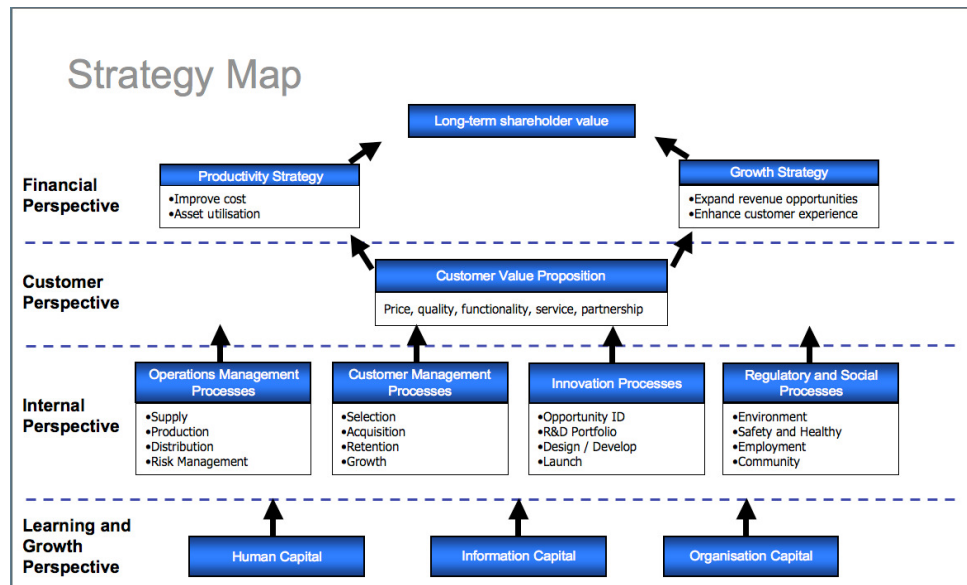 Strategy Map
Long-term shareholder value
Financial
Perspective
Productivity Strategy
•Improve cost
•Asset utilisation
Growth Strategy
•Expand revenue opportunities
•Enhance customer experience
Customer
Perspective
Customer Value Proposition
Price, quality, functionality, service, partnership
Internal
Perspective
Operations Management
Processes
•Supply
•Production
•Distribution
•Risk Management
Customer Management
Processes
•Selection
•Acquisition
•Retention
•Growth
Innovation Processes
•Opportunity ID
•R&D Portfolio
•Design / Develop
•Launch
Regulatory and Social
Processes
•Environment
•Safety and Healthy
•Employment
•Community
Learning and
Growth
Perspective
Human Capital
Information Capital
Organisation Capital